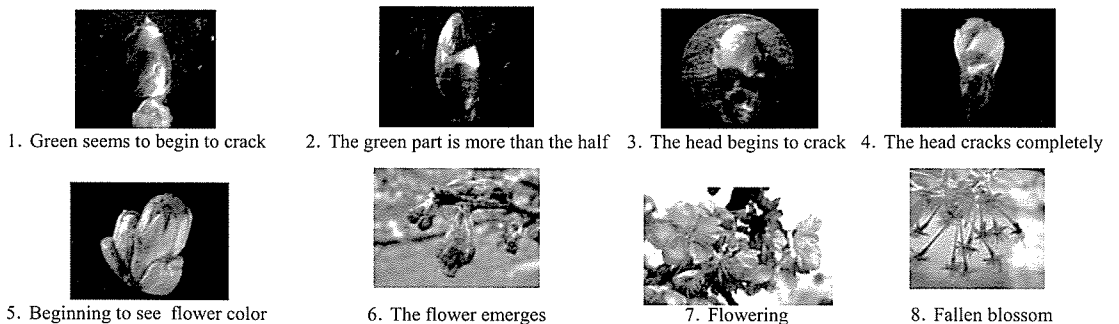 1. Green seems to begin to crack
2. The green part is more than the half
3. The head begins to crack
4. The head cracks completely
5. Beginning to see flower color
6. The flower emerges
7. Flowering
8. Fallen blossom